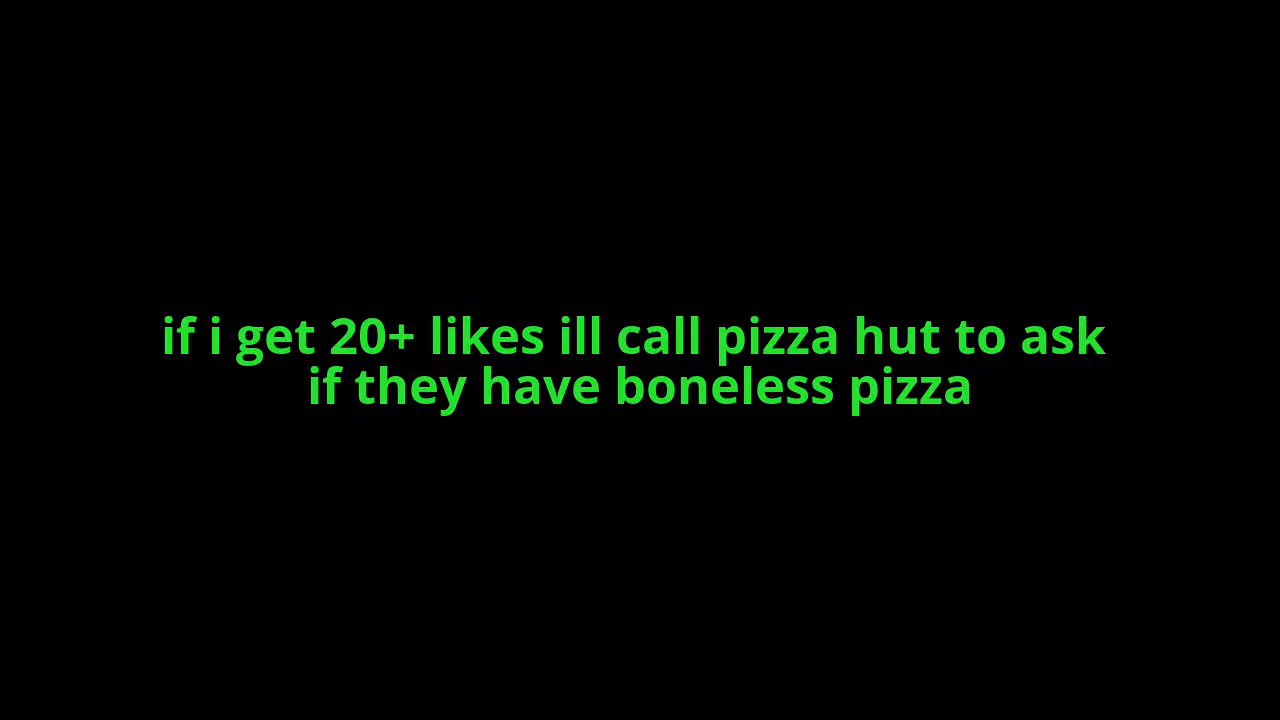 if i get 20+ likes ill call pizza hut to ask
if they have boneless pizza